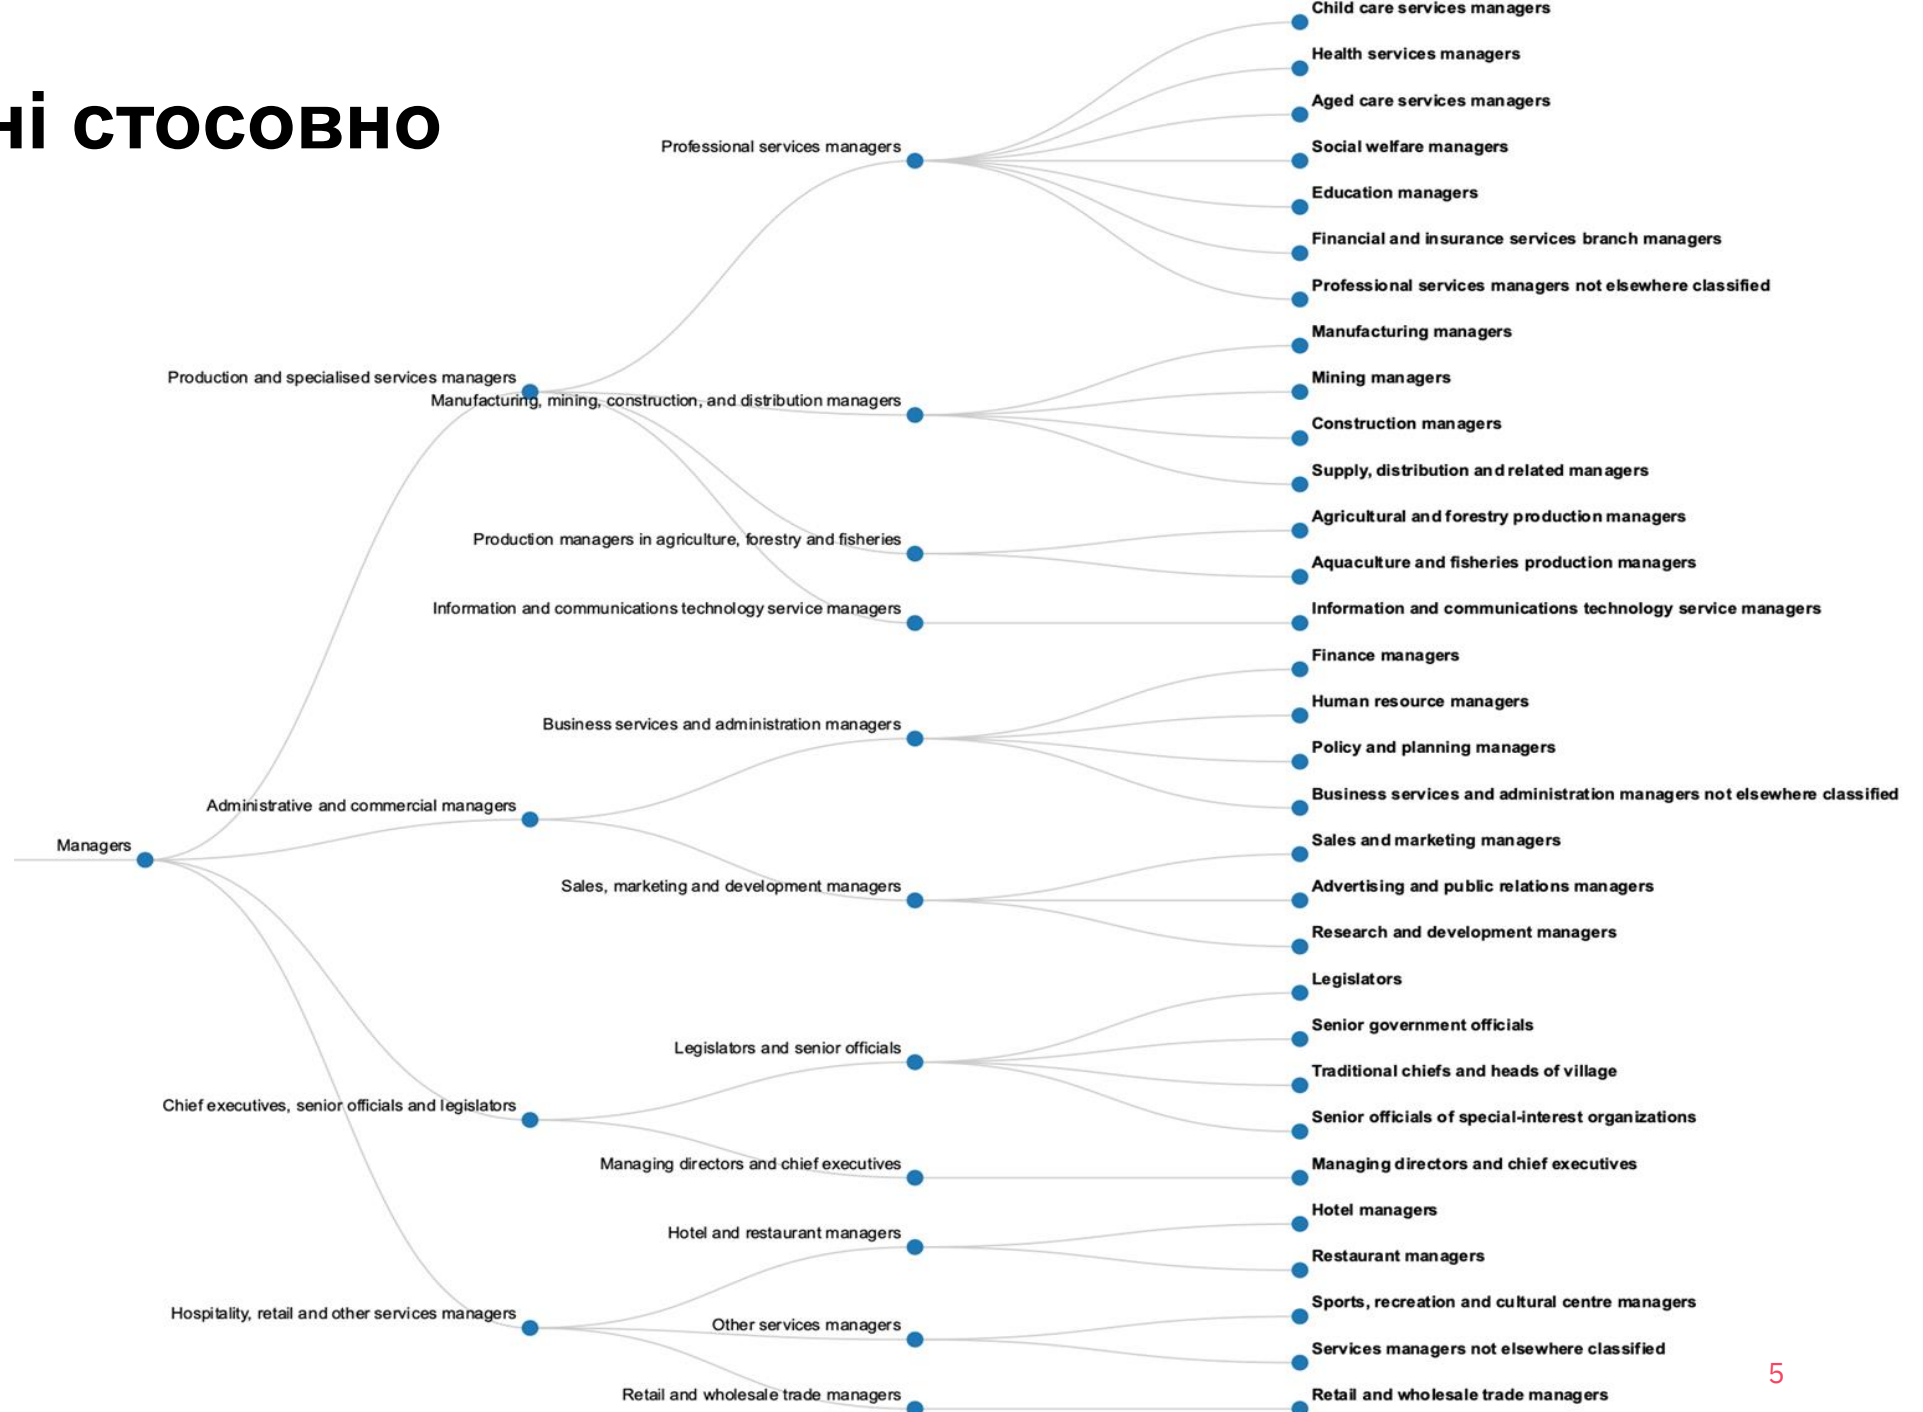 ні стосовно
Child care services managers
Health services managers
Aged care services managers
Professional services managers
Social welfare managers
Education managers
Financial and insurance services branch managers
Professional services managers not elsewhere classified
Manufacturing managers
Production and specialised services managers
Mining managers
Manufacturing, mining, construction, and distribution managers
Construction managers
Supply, distribution and related managers
Agricultural and forestry production managers
Production managers in agriculture, forestry and fisheries
Aquaculture and fisheries production managers
Information and communications technology service managers
Information and communications technology service managers
Finance managers
Human resource managers
Business services and administration managers
Policy and planning managers
Business services and administration managers not elsewhere classified
Administrative and commercial managers
Sales and marketing managers
Managers
Sales, marketing and development managers
Advertising and public relations managers
Research and development managers
Legislators
Senior government officials
Legislators and senior officials
Traditional chiefs and heads of village
Chief executives, senior officials and legislators
Senior officials of special-interest organizations
Managing directors and chief executives
Managing directors and chief executives
Hotel managers
Hotel and restaurant managers
Restaurant managers
Sports, recreation and cultural centre managers
Hospitality, retail and other services managers
Other services managers
Services managers not elsewhere classified
5
Retail and wholesale trade managers
Retail and wholesale trade managers